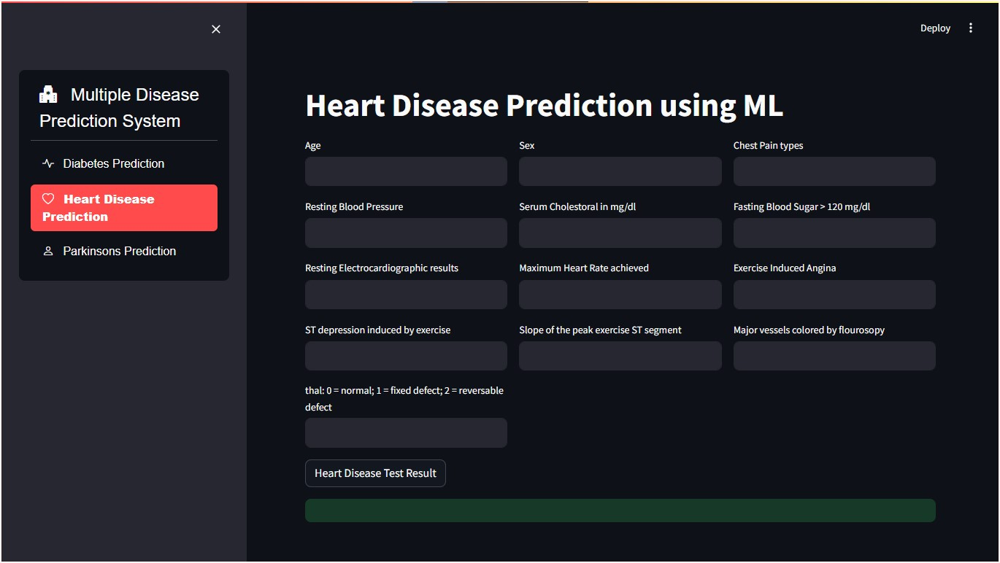 Deploy
Multiple Disease
Prediction System
Diabetes Prediction
Heart Disease
Prediction
Parkinsons Prediction
Heart Disease Prediction using ML
Age
Sex
Chest Pain types
Resting Blood Pressure
Serum Cholestoral in mg/dl
Fasting Blood Sugar > 120 mg/dl
Resting Electrocardiographic results
Maximum Heart Rate achieved
Exercise Induced Angina
ST depression induced by exercise
Slope of the peak exercise ST segment
Major vessels colored by flourosopy
thal: 0 = normal; 1 = fixed defect; 2 = reversable
defect
Heart Disease Test Result